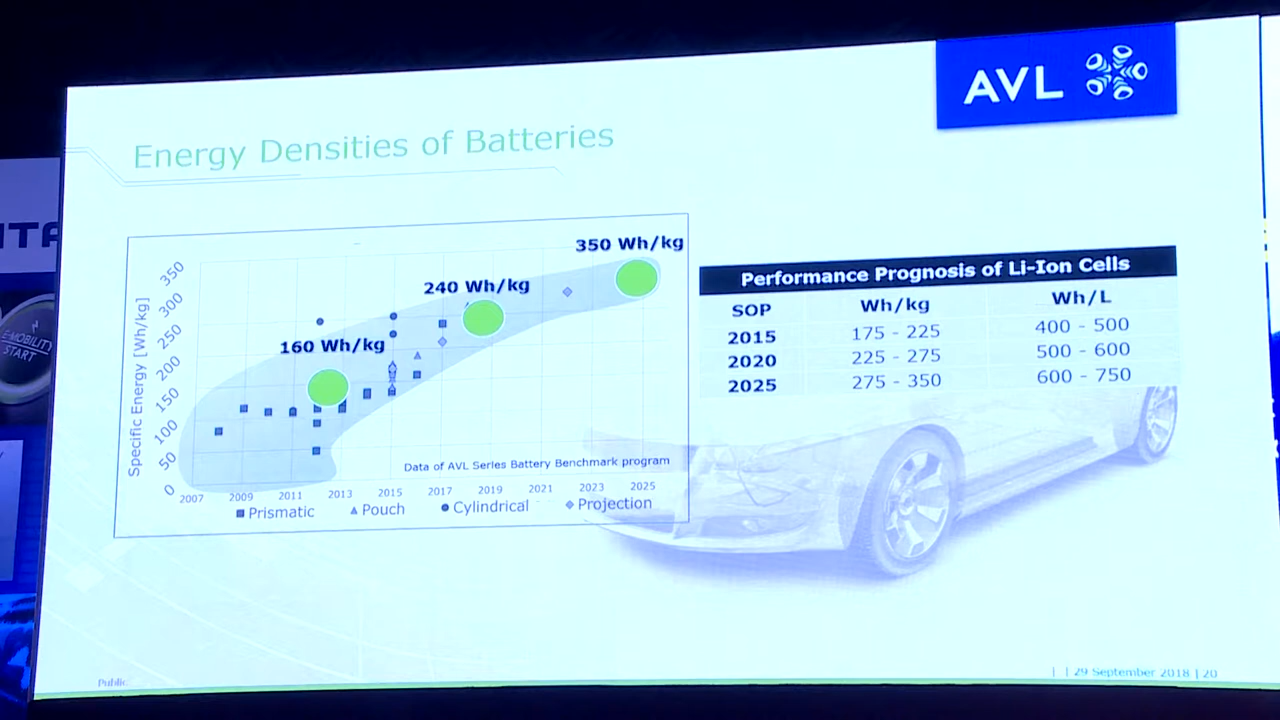 AVL
Energy Densities of Batteries
350 Wh/kg
240 Wh/kg
160 Wh/kg
Specific Energy [Wh/kg]
350
300
250
200
150
100
50
0
2007 2009 2011 2013 2015 2017 2019 2021 2023 2025
Data of AVL Series Battery Benchmark program
Prismatic Pouch Cylindrical Projection
Performance Prognosis of Li-Ion Cells
SOP Wh/kg Wh/L
2015 175 - 225 400 - 500
2020 225 - 275 500 - 600
2025 275 - 350 600 - 750
E-MOBILITY
START
Public
| | 29 September 2018 | 20